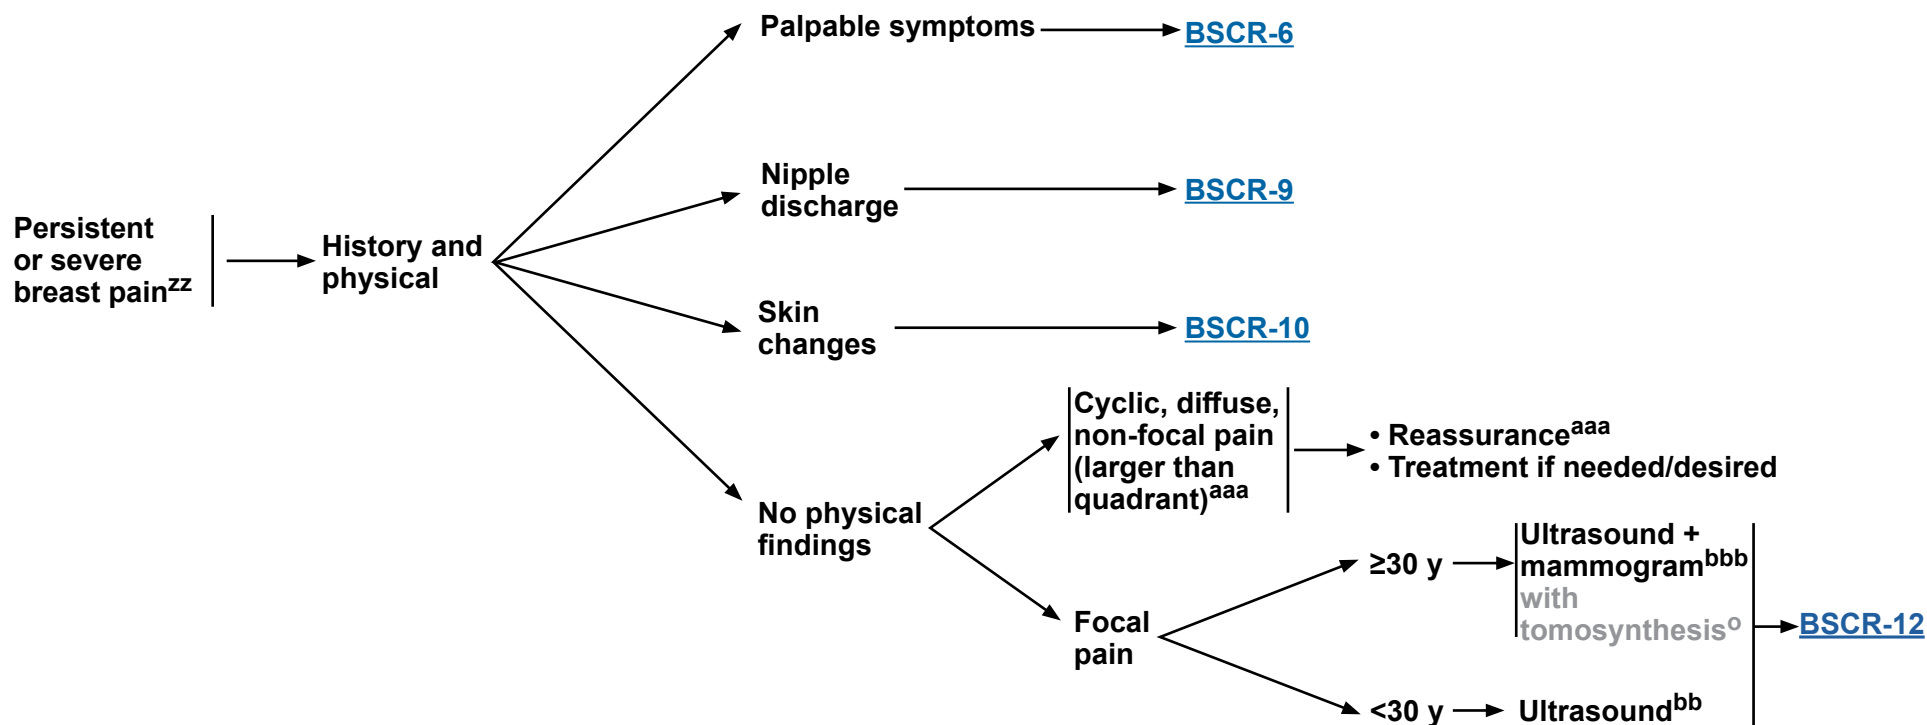 Palpable symptoms
BSCR-6
Nipple
discharge
BSCR-9
Persistent
or severe
breast painzz
History and
physical
Skin
changes
BSCR-10
No physical
findings
Cyclic, diffuse,
non-focal pain
(larger than
quadrant)aaa
• Reassuranceaaa
• Treatment if needed/desired
Focal
pain
≥30 y
Ultrasound +
mammogrambbb
with
tomosynthesiso
<30 y
Ultrasoundbb
BSCR-12